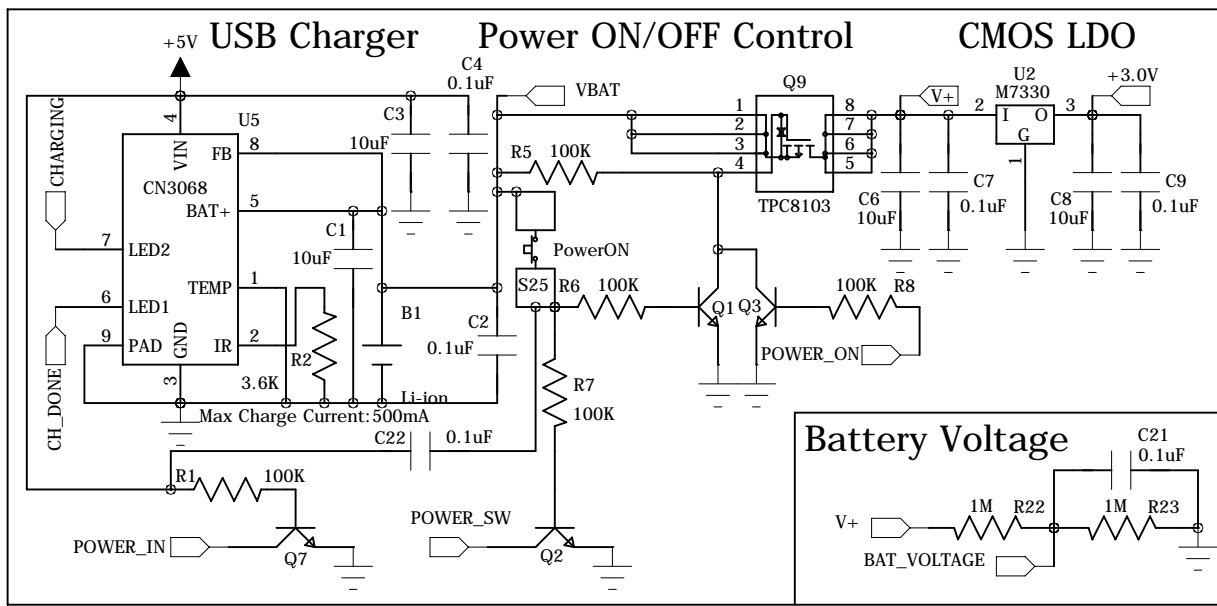 USB Charger
Power ON/OFF Control
CMOS LDO
+5V
C4
0.1uF
VBAT
Q9
U2
M7330
+3.0V
CHARGING
4
VIN
U5
C3
10uF
1
2
3
4
8
7
6
5
V+
2
I
O
3
G
1
8
FB
CN3068
R5
100K
TPC8103
C6
10uF
C7
0.1uF
C8
10uF
C9
0.1uF
5
BAT+
C1
10uF
7
LED2
PowerON
S25
1
TEMP
R6
100K
Q1
Q3
100K
R8
6
LED1
B1
C2
0.1uF
9
PAD
GND
IR
2
R2
POWER_ON
CH_DONE
3
3.6K
Li-ion
R7
100K
Max Charge Current:500mA
C22
0.1uF
R1
100K
POWER_IN
Q7
POWER_SW
Q2
Battery Voltage
C21
0.1uF
V+
1M
R22
1M
R23
BAT_VOLTAGE